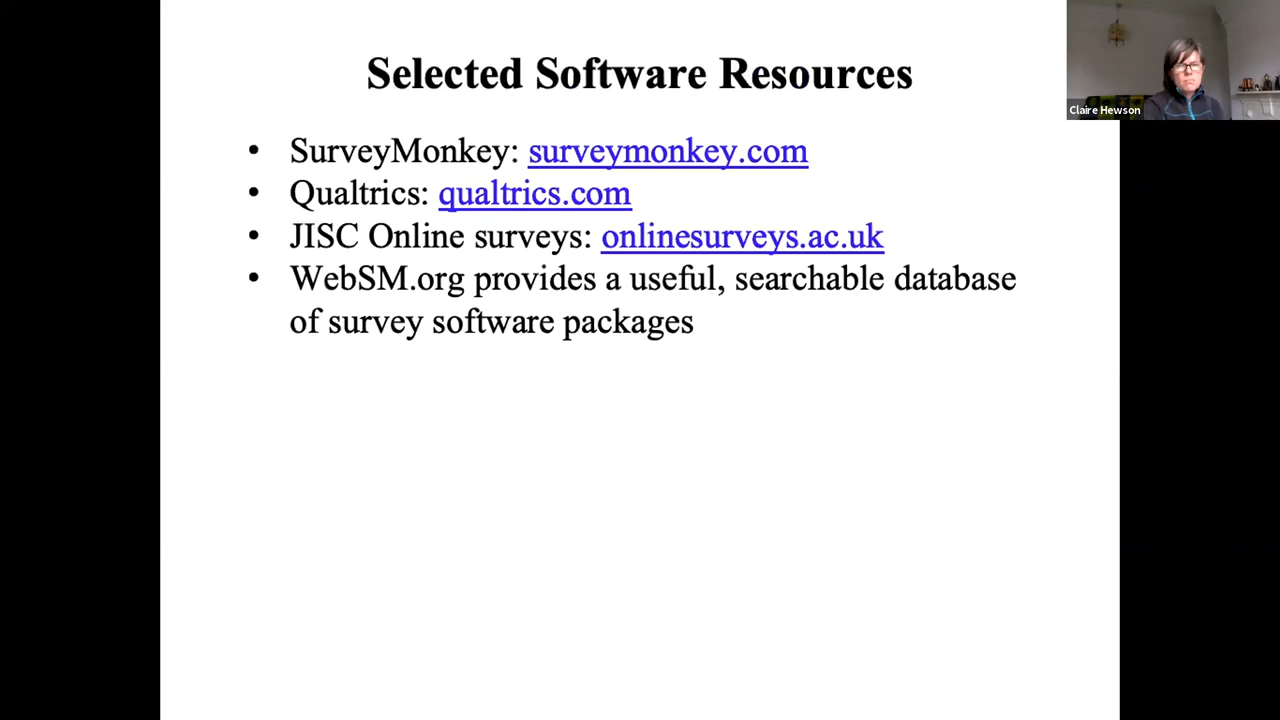 Selected Software Resources
Claire Hewson
• SurveyMonkey: surveymonkey.com
• Qualtrics: qualtrics.com
• JISC Online surveys: onlinesurveys.ac.uk
• WebSM.org provides a useful, searchable database
of survey software packages